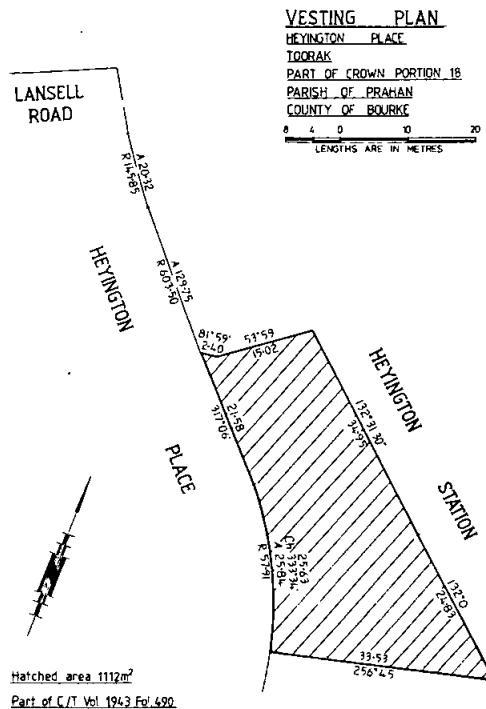 VESTING PLAN
HEYINGTON PLACE
TOORAK
PART OF CROWN PORTION 18
PARISH OF PRAHAN
COUNTY OF BOURKE
8 4 0 10 20
LENGTHS ARE IN METRES
LANSELL
ROAD
A 20·32
R 145·85
HEYINGTON
A 129·75
R 603·50
81°59'
2·40
53°59
15·02
HEYINGTON
21·58
317°06'
132°31'30"
34·95
PLACE
STATION
25·63
Ch 333°34'
A 25·84
R 57·91
132°0
24·83
33·53
256°45
Hatched area 1112m²
Part of C/T Vol 1943 Fol 490